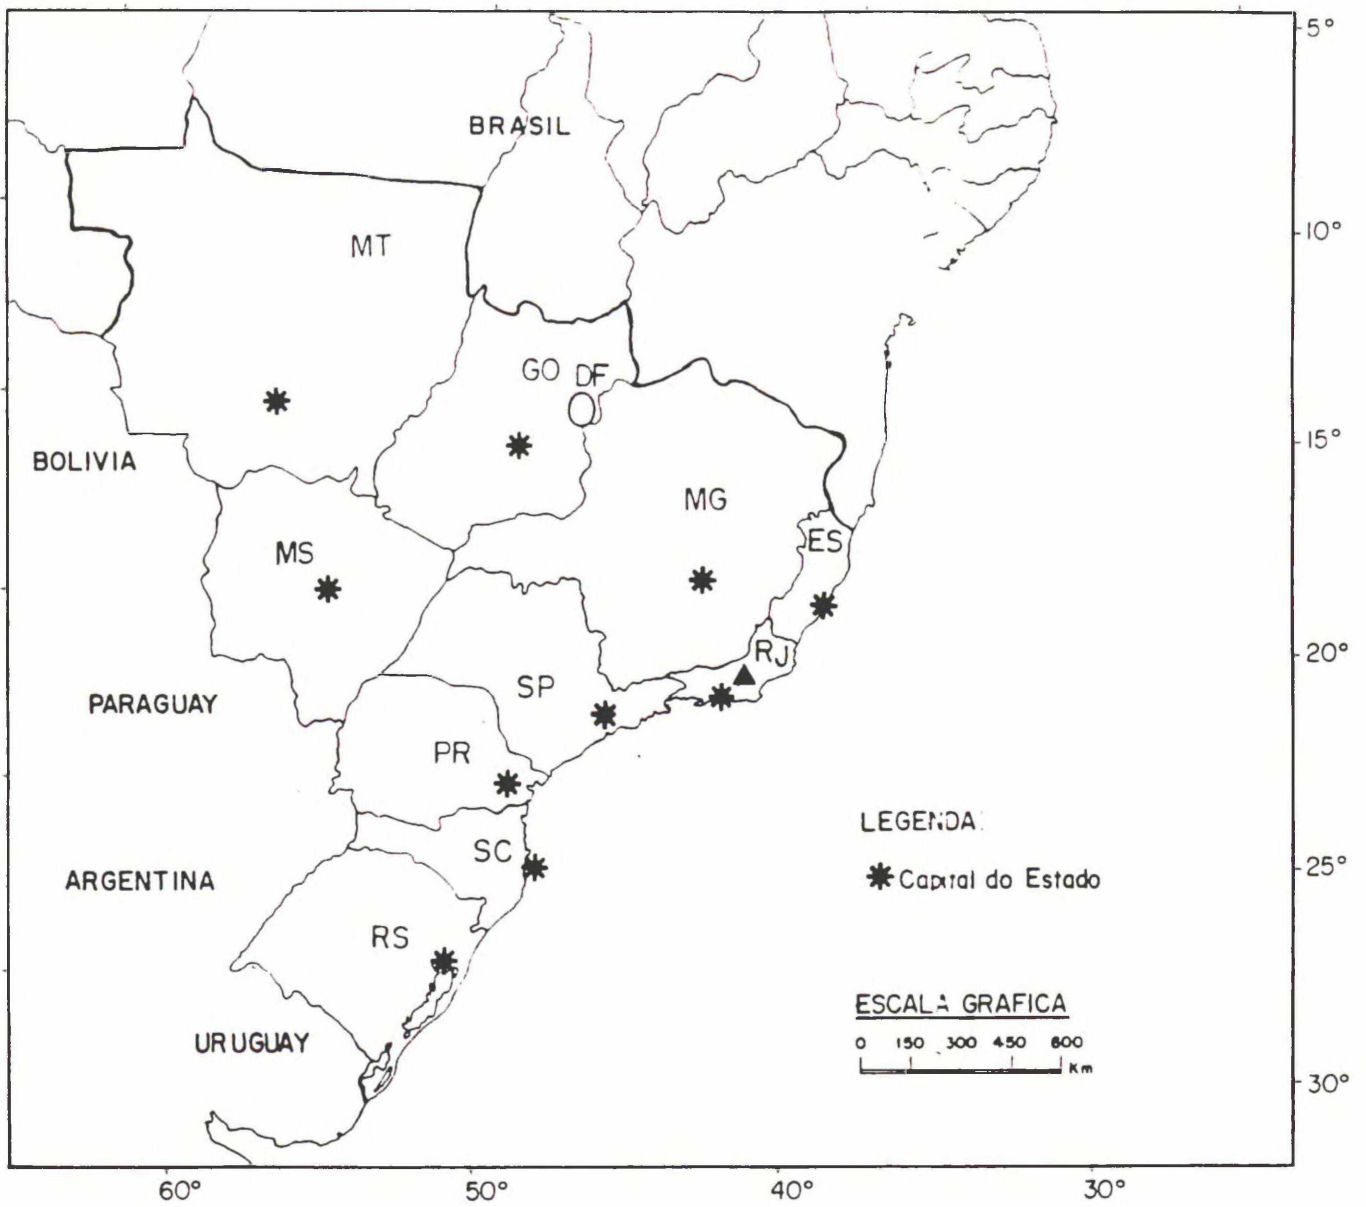 5°
BRASIL
10°
MT
GO DF
15°
BOLIVIA
MG
ES
MS
20°
RJ
SP
PARAGUAY
PR
LEGENDA:
SC
25°
ARGENTINA
Capital do Estado
RS
ESCALA GRAFICA
URUGUAY
0 150 300 450 600
Km
30°
60° 50° 40° 30°